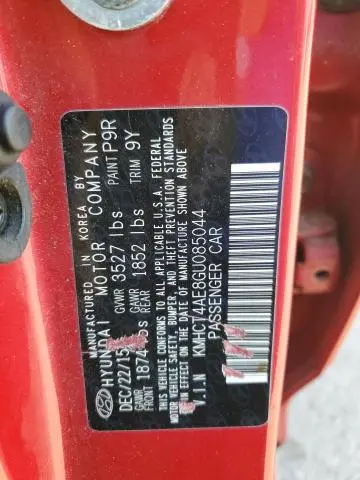 MANUFACTURED IN KOREA BY
HYUNDAI MOTOR COMPANY
DEC/22/15 GVWR 3527 lbs PAINT P9R
GAWR FRONT 1874 lbs GAWR REAR 1852 lbs TRIM 9Y
THIS VEHICLE CONFORMS TO ALL APPLICABLE U.S.A. FEDERAL
MOTOR VEHICLE SAFETY, BUMPER, AND THEFT PREVENTION STANDARDS
IN EFFECT ON THE DATE OF MANUFACTURE SHOWN ABOVE.
V.I.N KMHCT4AE8GU085044
PASSENGER CAR